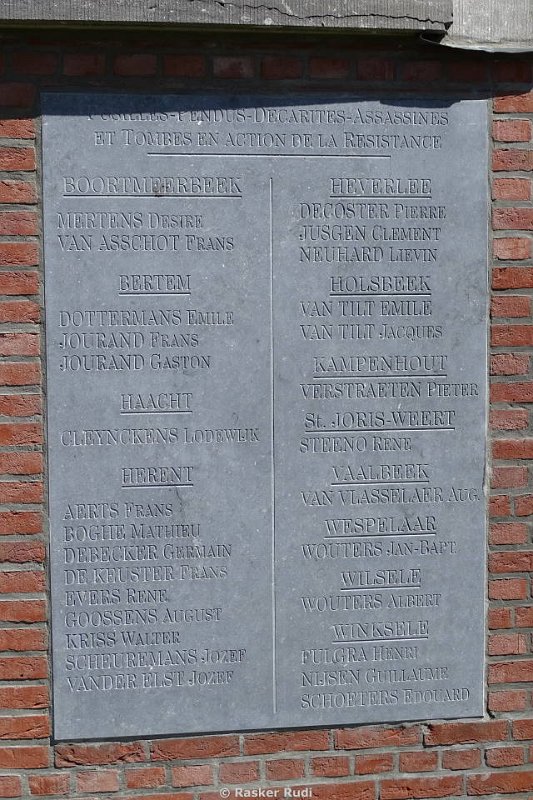 FUSILLÉS-PENDUS-DECAPITES-ASSASSINES
ET TOMBES EN ACTION DE LA RESISTANCE
BOORTMEERBEEK
MERTENS DESIRE
VAN ASSCHOT FRANS
BERTEM
DOTTERMANS EMILE
JOURAND FRANS
JOURAND GASTON
HAACHT
CLEYNCKENS LODEWIJK
HERENT
AERTS FRANS
BOGHE MATHIEU
DEBECKER GERMAIN
DE KEUSTER FRANS
EVERS RENE
GOOSSENS AUGUST
KRISS WALTER
SCHEUREMANS JOZEF
VANDER ELST JOZEF
HEVERLEE
DECOSTER PIERRE
JUSGEN CLEMENT
NEUHARD LIEVIN
HOLSBEEK
VAN TILT EMILE
VAN TILT JACQUES
KAMPENHOUT
VERSTRAETEN PIETER
St. JORIS-WEERT
STEENO RENE
VAALBEEK
VAN VLASSELAER AUG.
WESPELAAR
WOUTERS JAN-BAPT.
WILSELE
WOUTERS ALBERT
WINKSELE
FULGRA HENRI
NIJSEN GUILLAUME
SCHOETERS EDOUARD
© Rasker Rudi